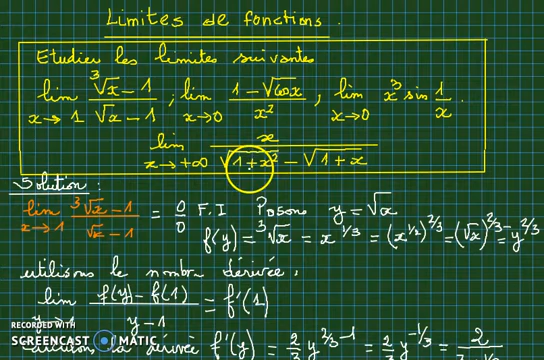 Limites de fonctions.
Etudier les limites suivantes
lim x→1 (∛x − 1)/(√x − 1) ; lim x→0 (1 − √cosx)/x² , lim x→0 x³ sin 1/x .
lim x→+∞ x/(√(1+x²) − √(1+x))
Solution :
lim x→1 (∛x − 1)/(√x − 1) = 0/0 F.I Posons y = √x
f(y) = ∛x = x^(1/3) = (x^(1/2))^(2/3) = (√x)^(2/3) = y^(2/3)
utilisons le nombre dérivée,
lim y→1 (f(y) − f(1))/(y − 1) = f'(1)
la dérivée f'(y) = 2/3 y^(2/3 − 1) = 2/3 y^(−1/3) = 2
RECORDED WITH
SCREENCAST MATIC